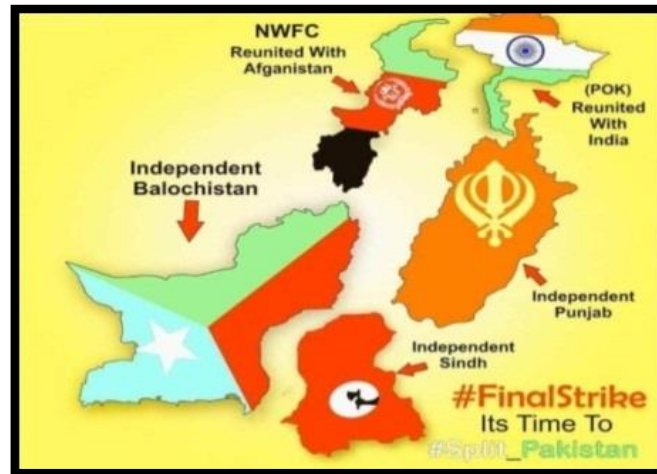 NWFC
Reunited With
Afganistan
(POK)
Reunited
With
India
Independent
Balochistan
Independent
Punjab
Independent
Sindh
#FinalStrike
Its Time To
#Split_Pakistan